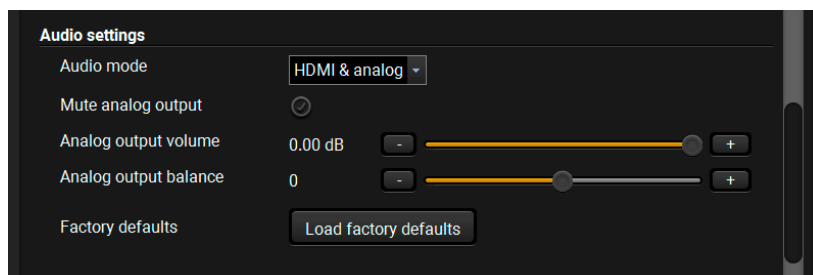 Audio settings
Audio mode HDMI & analog
Mute analog output
Analog output volume 0.00 dB - +
Analog output balance 0 - +
Factory defaults Load factory defaults